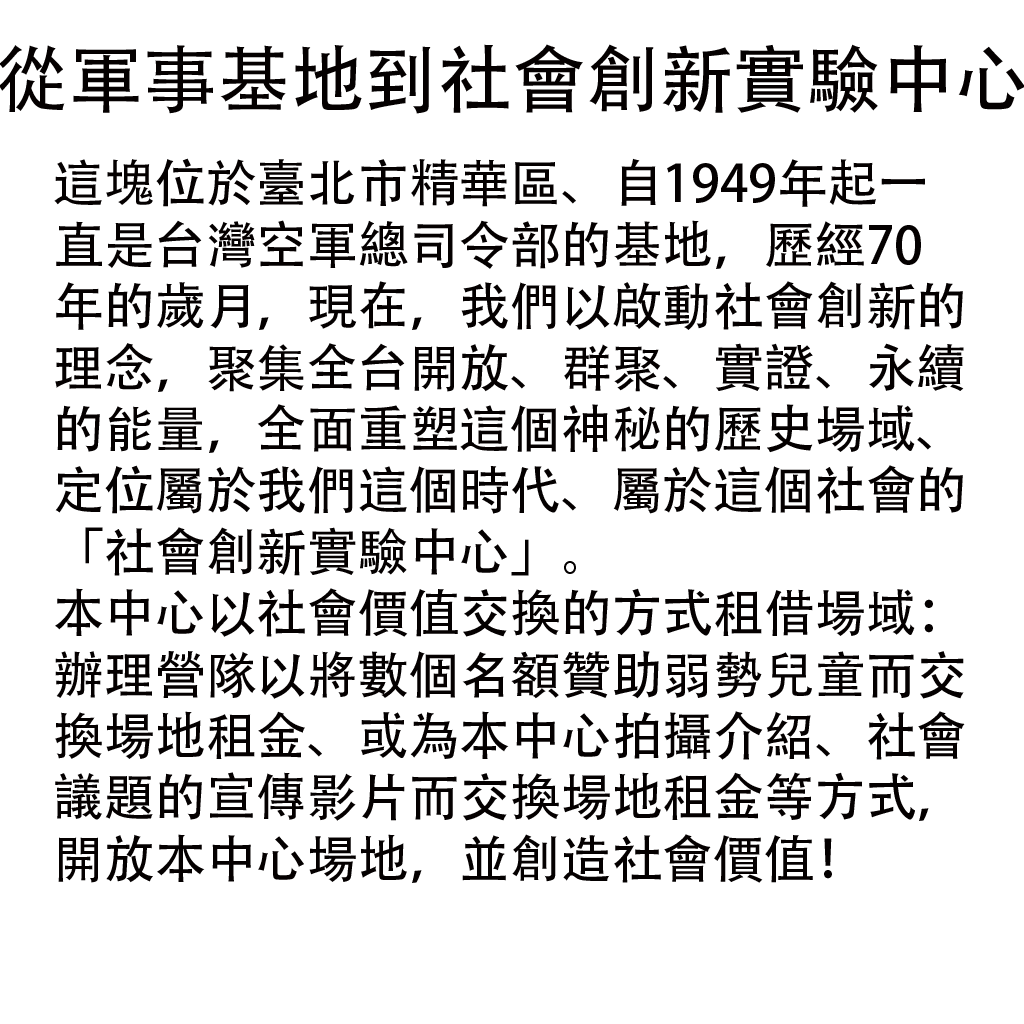 從軍事基地到社會創新實驗中心
這塊位於臺北市精華區、自1949年起一
直是台灣空軍總司令部的基地，歷經70
年的歲月，現在，我們以啟動社會創新的
理念，聚集全台開放、群聚、實證、永續
的能量，全面重塑這個神秘的歷史場域、
定位屬於我們這個時代、屬於這個社會的
「社會創新實驗中心」。
本中心以社會價值交換的方式租借場域：
辦理營隊以將數個名額贊助弱勢兒童而交
換場地租金、或為本中心拍攝介紹、社會
議題的宣傳影片而交換場地租金等方式，
開放本中心場地，並創造社會價值！